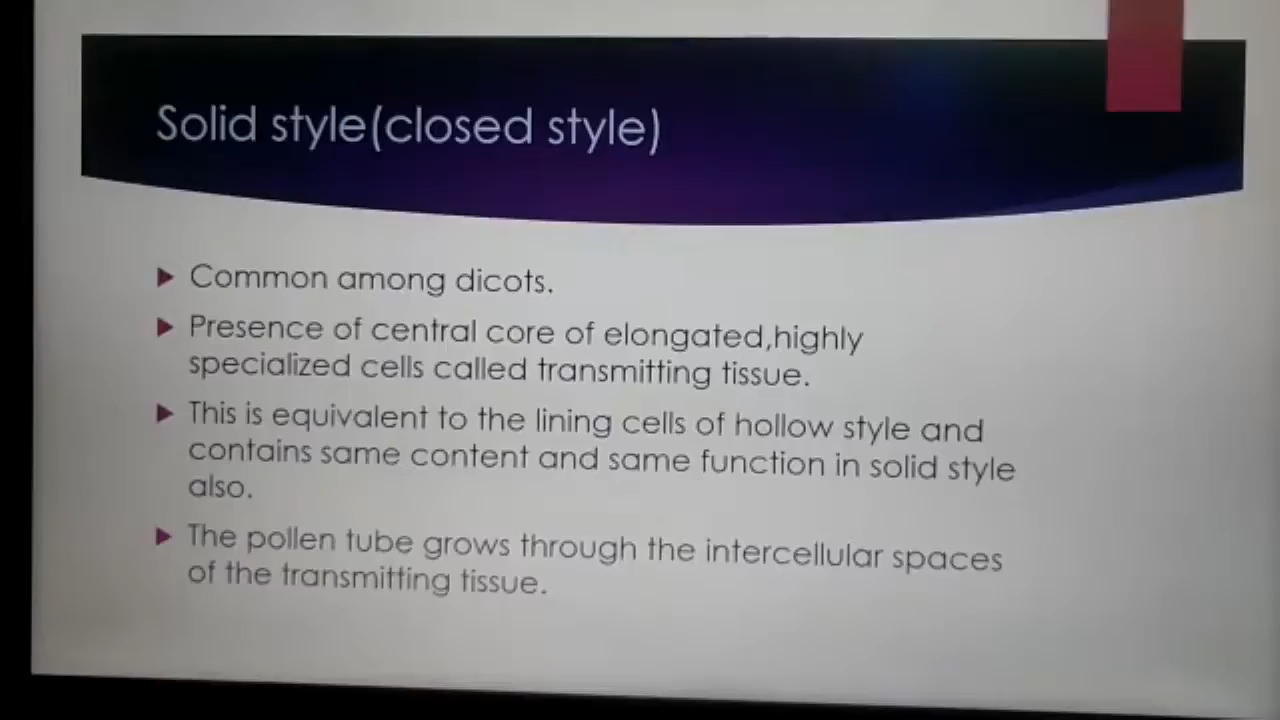 Solid style(closed style)
Common among dicots.
Presence of central core of elongated,highly
specialized cells called transmitting tissue.
This is equivalent to the lining cells of hollow style and
contains same content and same function in solid style
also.
The pollen tube grows through the intercellular spaces
of the transmitting tissue.